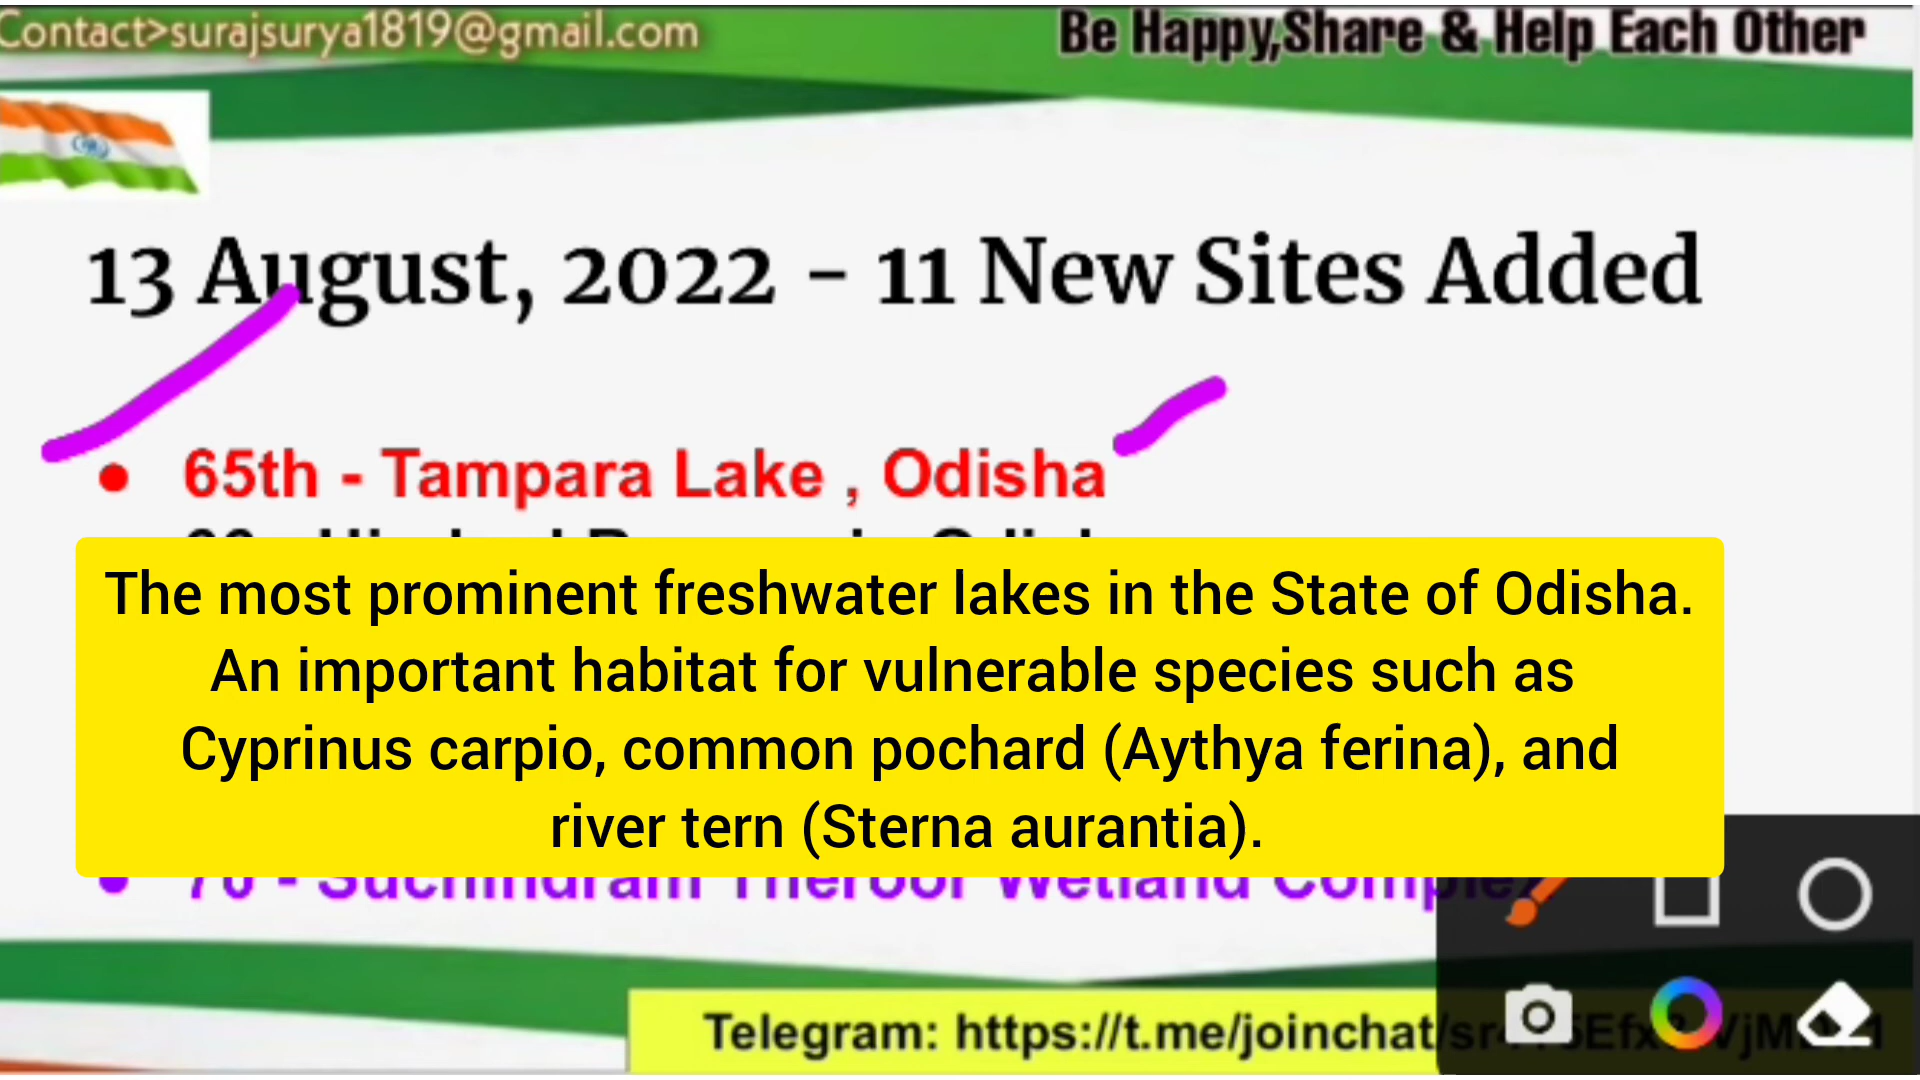 Contact>surajsurya1819@gmail.com
Be Happy,Share & Help Each Other
13 August, 2022 - 11 New Sites Added
65th - Tampara Lake , Odisha
The most prominent freshwater lakes in the State of Odisha.
An important habitat for vulnerable species such as
Cyprinus carpio, common pochard (Aythya ferina), and
river tern (Sterna aurantia).
Telegram: https://t.me/joinchat/